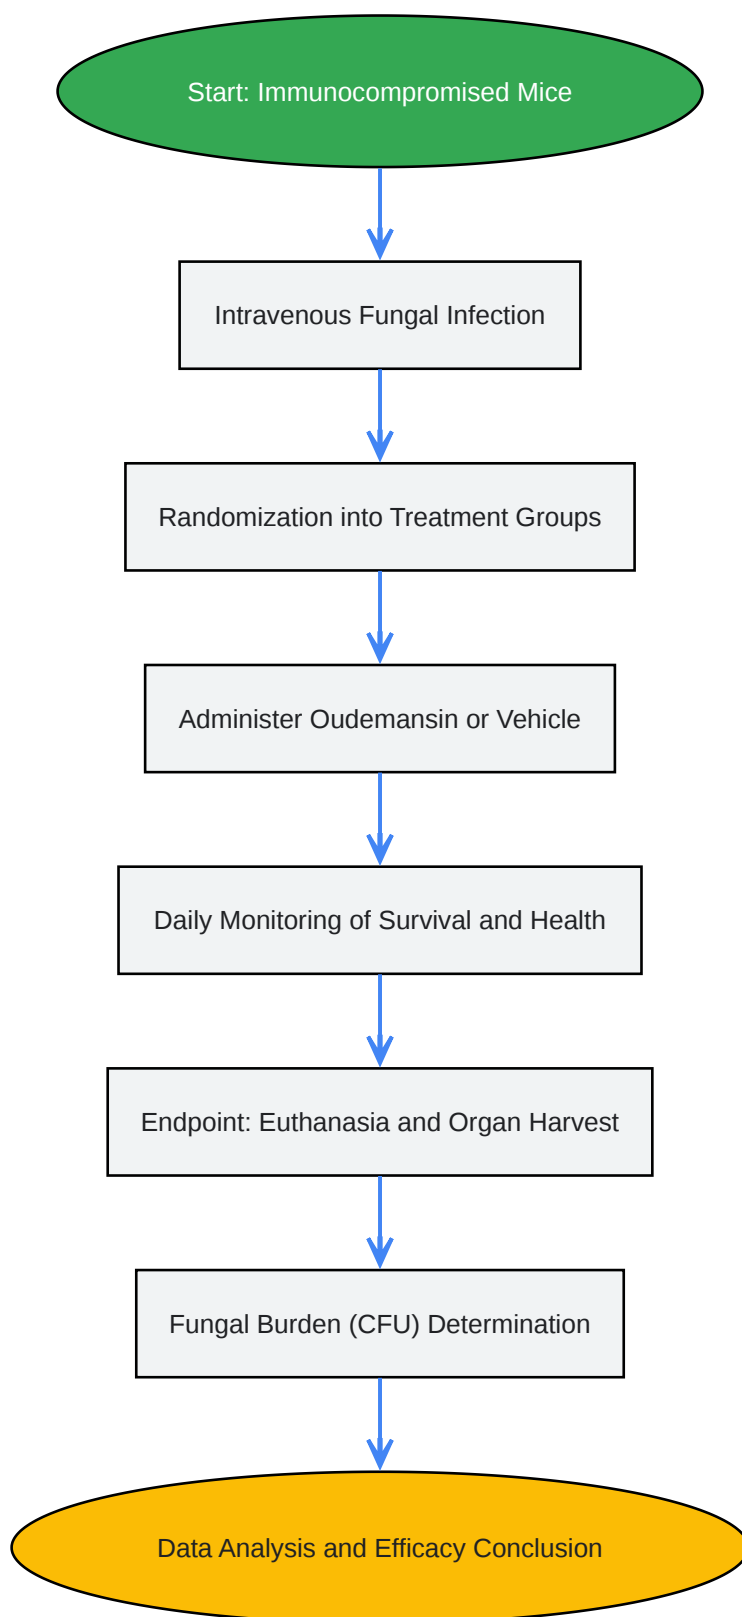 Start: Immunocompromised Mice
Intravenous Fungal Infection
Randomization into Treatment Groups
Administer Oudemansin or Vehicle
Daily Monitoring of Survival and Health
Endpoint: Euthanasia and Organ Harvest
Fungal Burden (CFU) Determination
Data Analysis and Efficacy Conclusion